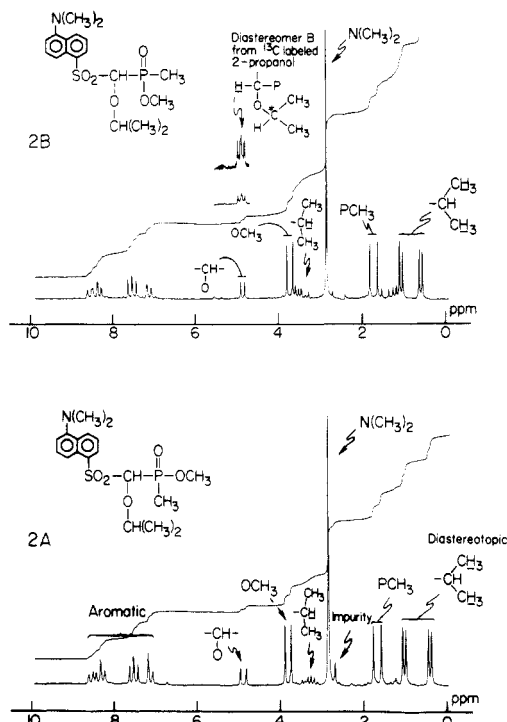 N(CH3)2
SO2-CH-P-CH3
O
O OCH3
CH(CH3)2
2B
Diastereomer B
from 13C labeled
2-propanol
H-C-P
O CH3
*C
H CH3
N(CH3)2
-CH-
O
OCH3
CH3
-CH
CH3
PCH3
CH3
-CH
CH3
ppm
10 8 6 4 2 0
N(CH3)2
O
SO2-CH-P-OCH3
O CH3
CH(CH3)2
2A
Aromatic
-CH-
O
OCH3
CH3
-CH
CH3
N(CH3)2
Impurity
PCH3
Diastereotopic
CH3
-CH
CH3
ppm
10 8 6 4 2 0